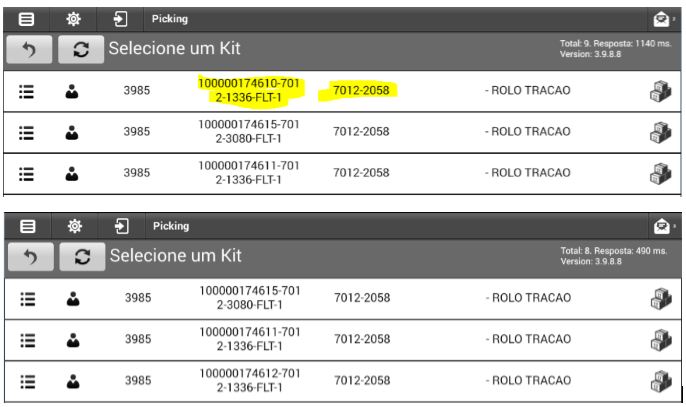 Picking
Selecione um Kit
Total: 9. Resposta: 1140 ms.
Version: 3.9.8.8
3985
100000174610-701
2-1336-FLT-1
7012-2058
- ROLO TRACAO
3985
100000174615-701
2-3080-FLT-1
7012-2058
- ROLO TRACAO
3985
100000174611-701
2-1336-FLT-1
7012-2058
- ROLO TRACAO
Picking
Selecione um Kit
Total: 8. Resposta: 490 ms.
Version: 3.9.8.8
3985
100000174615-701
2-3080-FLT-1
7012-2058
- ROLO TRACAO
3985
100000174611-701
2-1336-FLT-1
7012-2058
- ROLO TRACAO
3985
100000174612-701
2-1336-FLT-1
7012-2058
- ROLO TRACAO